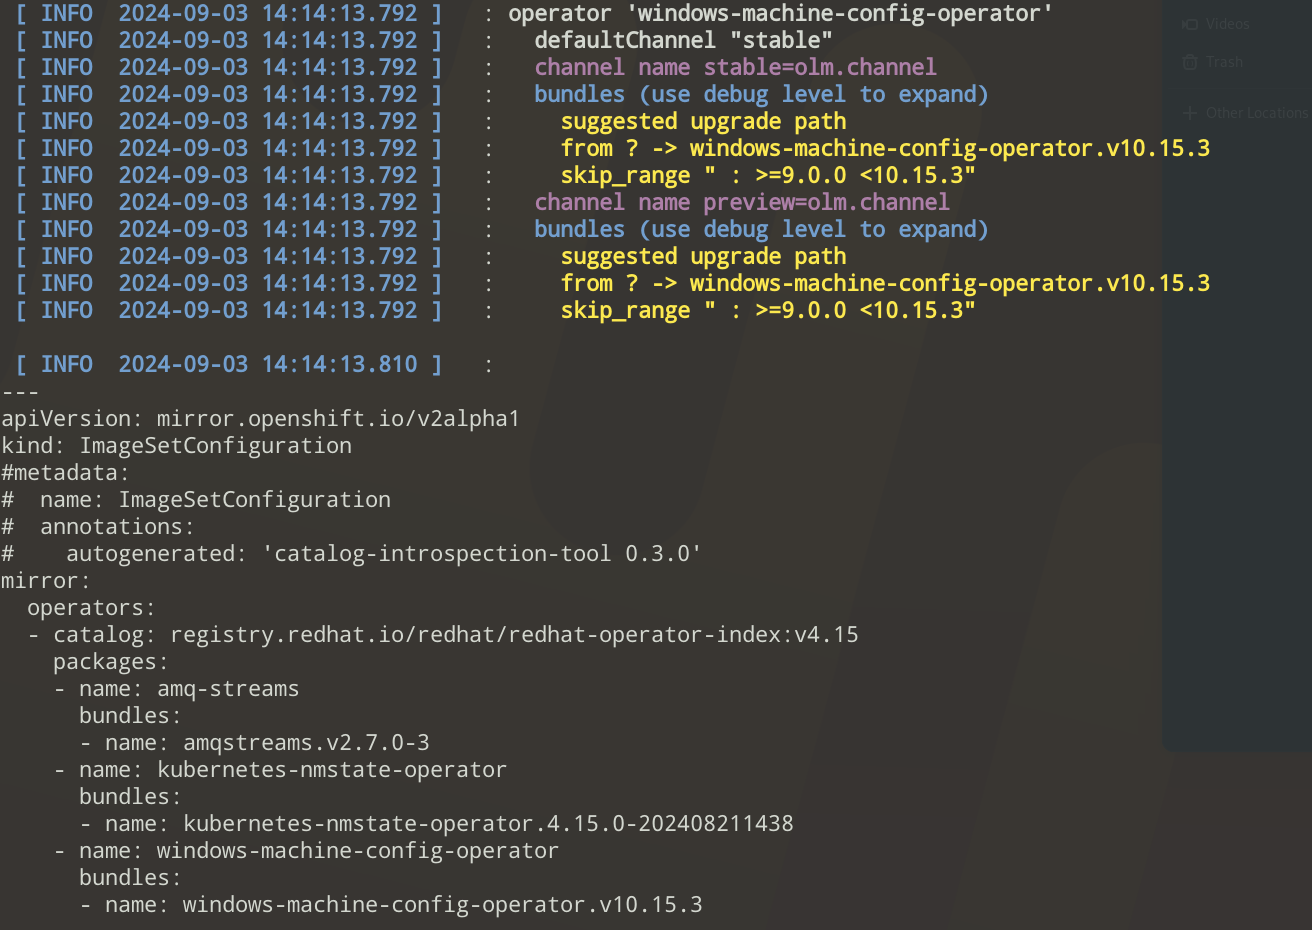 [ INFO  2024-09-03 14:14:13.792 ]   : operator 'windows-machine-config-operator'
[ INFO  2024-09-03 14:14:13.792 ]   :   defaultChannel "stable"
[ INFO  2024-09-03 14:14:13.792 ]   :   channel name stable=olm.channel
[ INFO  2024-09-03 14:14:13.792 ]   :   bundles (use debug level to expand)
[ INFO  2024-09-03 14:14:13.792 ]   :     suggested upgrade path
[ INFO  2024-09-03 14:14:13.792 ]   :     from ? -> windows-machine-config-operator.v10.15.3
[ INFO  2024-09-03 14:14:13.792 ]   :     skip_range " : >=9.0.0 <10.15.3"
[ INFO  2024-09-03 14:14:13.792 ]   :   channel name preview=olm.channel
[ INFO  2024-09-03 14:14:13.792 ]   :   bundles (use debug level to expand)
[ INFO  2024-09-03 14:14:13.792 ]   :     suggested upgrade path
[ INFO  2024-09-03 14:14:13.792 ]   :     from ? -> windows-machine-config-operator.v10.15.3
[ INFO  2024-09-03 14:14:13.792 ]   :     skip_range " : >=9.0.0 <10.15.3"
[ INFO  2024-09-03 14:14:13.810 ]   :
---
apiVersion: mirror.openshift.io/v2alpha1
kind: ImageSetConfiguration
#metadata:
#  name: ImageSetConfiguration
#  annotations:
#    autogenerated: 'catalog-introspection-tool 0.3.0'
mirror:
  operators:
  - catalog: registry.redhat.io/redhat/redhat-operator-index:v4.15
    packages:
    - name: amq-streams
      bundles:
      - name: amqstreams.v2.7.0-3
    - name: kubernetes-nmstate-operator
      bundles:
      - name: kubernetes-nmstate-operator.4.15.0-202408211438
    - name: windows-machine-config-operator
      bundles:
      - name: windows-machine-config-operator.v10.15.3
Videos
Trash
Other Locations